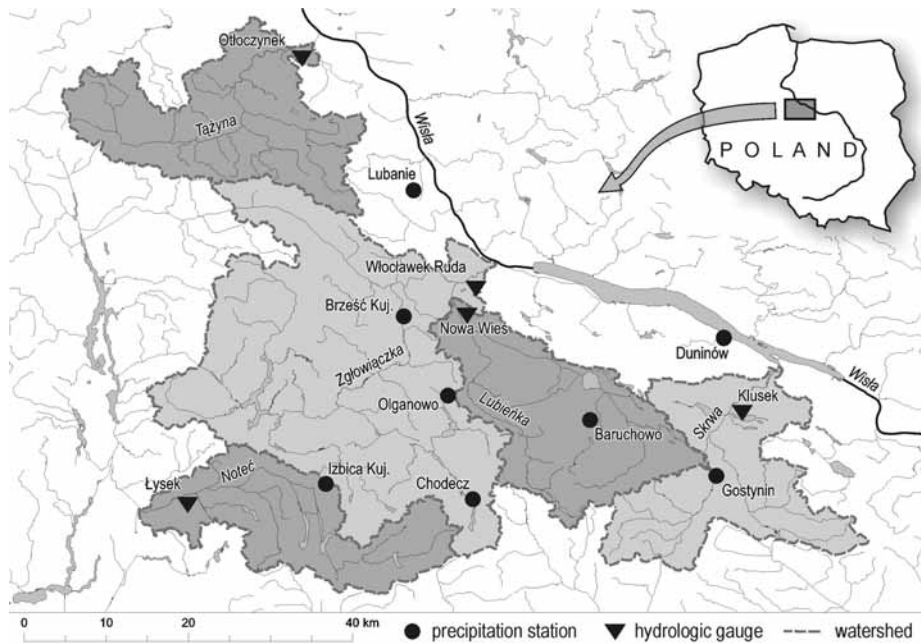 Otłoczynek
Tążyna
Wisła
POLAND
Lubanie
Włocławek Ruda
Brześć Kuj.
Nowa Wieś
Zgłowiączka
Duninów
Wisła
Olganowo
Lubieńka
Baruchowo
Skrwa
Klusek
Noteć
Łysek
Izbica Kuj.
Chodecz
Gostynin
0 10 20 40 km
precipitation station hydrologic gauge watershed